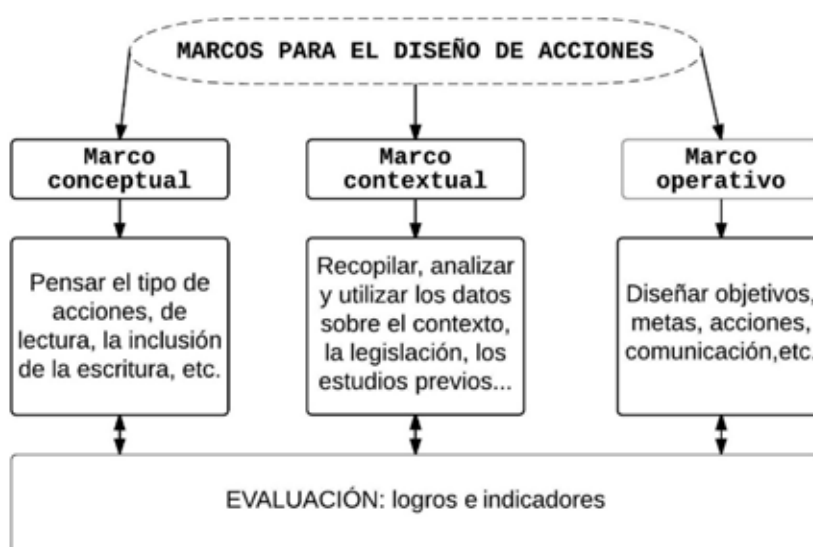 MARCOS PARA EL DISEÑO DE ACCIONES
Marco
conceptual
Marco
contextual
Marco
operativo
Pensar el tipo de
acciones, de
lectura, la inclusión
de la escritura, etc.
Recopilar, analizar
y utilizar los datos
sobre el contexto,
la legislación, los
estudios previos...
Diseñar objetivos,
metas, acciones,
comunicación,etc.
EVALUACIÓN: logros e indicadores